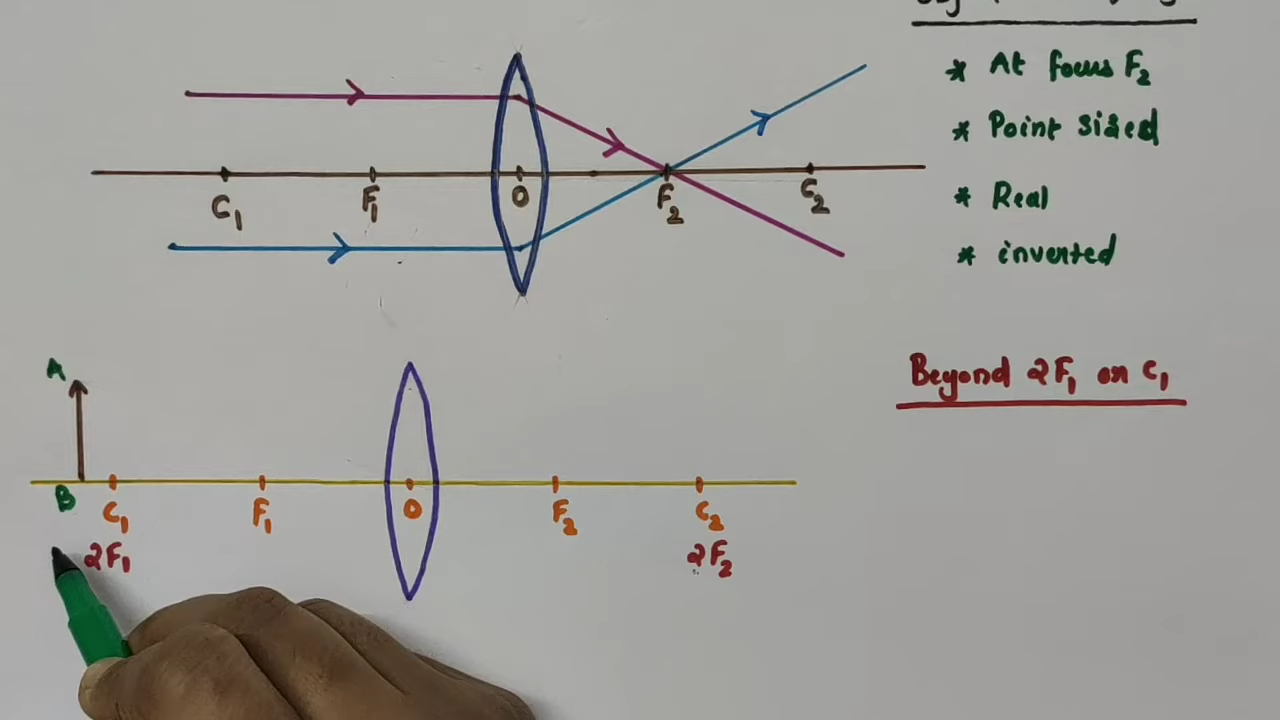 * At focus F2
* Point sized
* Real
* inverted
C1 F1 O F2 C2
Beyond 2F1 or C1
A
B
C1 F1 O F2 C2
2F1 2F2